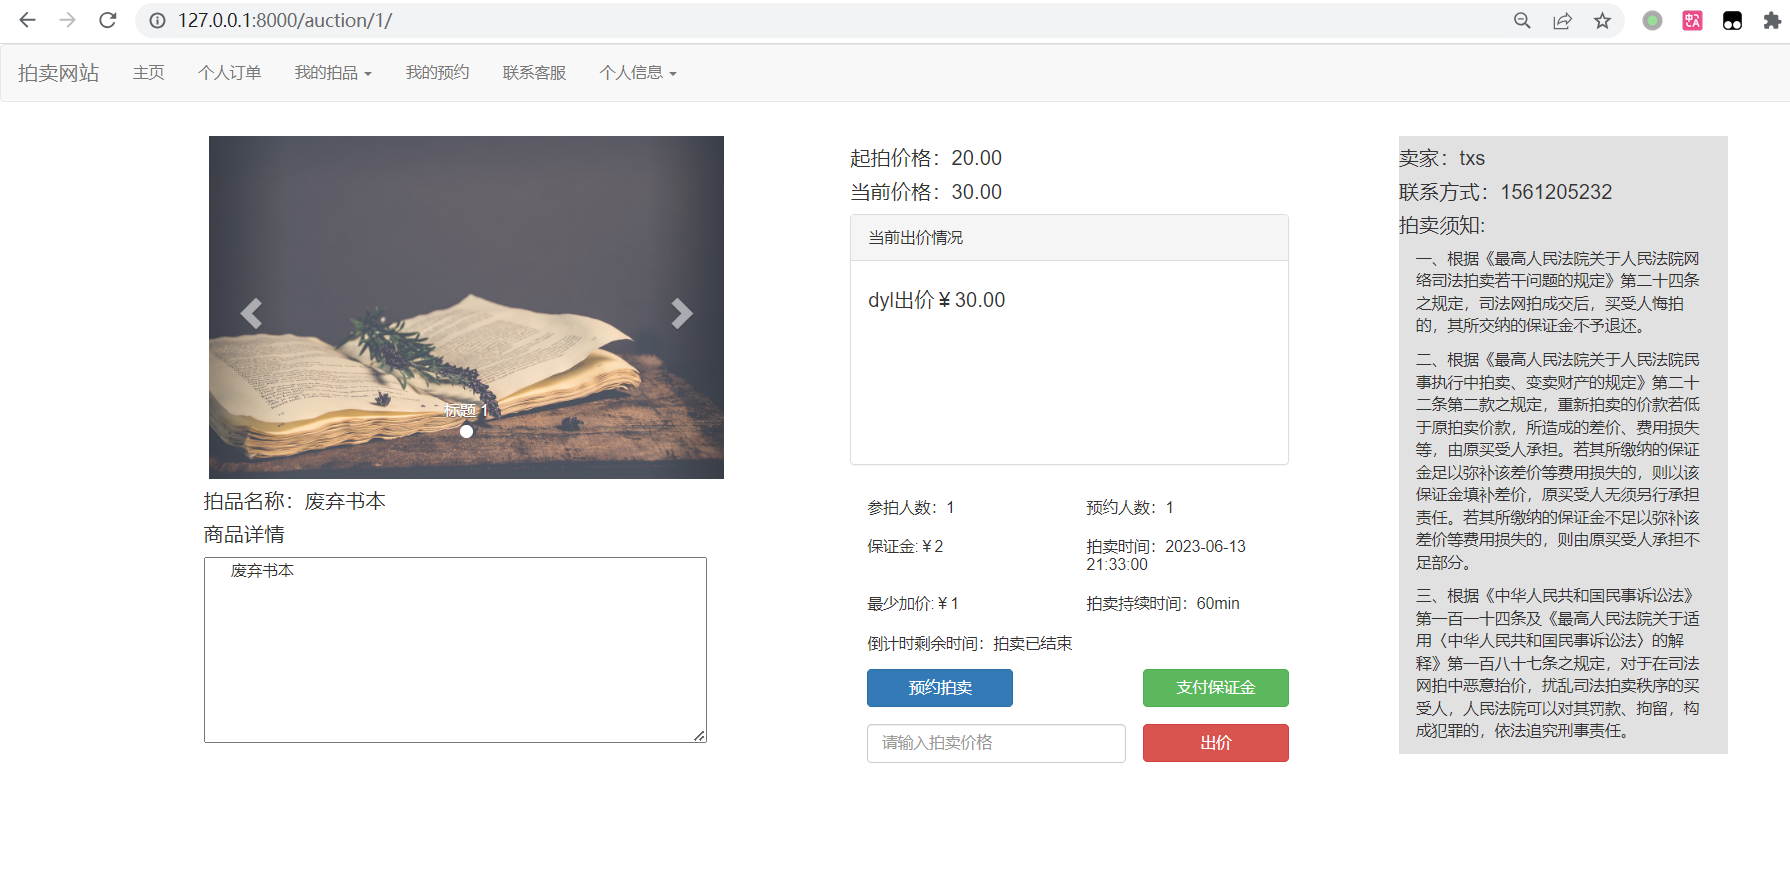 127.0.0.1:8000/auction/1/
拍卖网站 主页 个人订单 我的拍品 我的预约 联系客服 个人信息
标题 1
拍品名称：废弃书本
商品详情
废弃书本
起拍价格：20.00
当前价格：30.00
当前出价情况
dyl出价￥30.00
参拍人数：1
预约人数：1
保证金:￥2
拍卖时间：2023-06-13
21:33:00
最少加价:￥1
拍卖持续时间：60min
倒计时剩余时间：拍卖已结束
预约拍卖
支付保证金
请输入拍卖价格
出价
卖家：txs
联系方式：1561205232
拍卖须知:
一、根据《最高人民法院关于人民法院网
络司法拍卖若干问题的规定》第二十四条
之规定，司法网拍成交后，买受人悔拍
的，其所交纳的保证金不予退还。
二、根据《最高人民法院关于人民法院民
事执行中拍卖、变卖财产的规定》第二十
二条第二款之规定，重新拍卖的价款若低
于原拍卖价款，所造成的差价、费用损失
等，由原买受人承担。若其所缴纳的保证
金足以弥补该差价等费用损失的，则以该
保证金填补差价，原买受人无须另行承担
责任。若其所缴纳的保证金不足以弥补该
差价等费用损失的，则由原买受人承担不
足部分。
三、根据《中华人民共和国民事诉讼法》
第一百一十四条及《最高人民法院关于适
用〈中华人民共和国民事诉讼法〉的解
释》第一百八十七条之规定，对于在司法
网拍中恶意抬价，扰乱司法拍卖秩序的买
受人，人民法院可以对其罚款、拘留，构
成犯罪的，依法追究刑事责任。